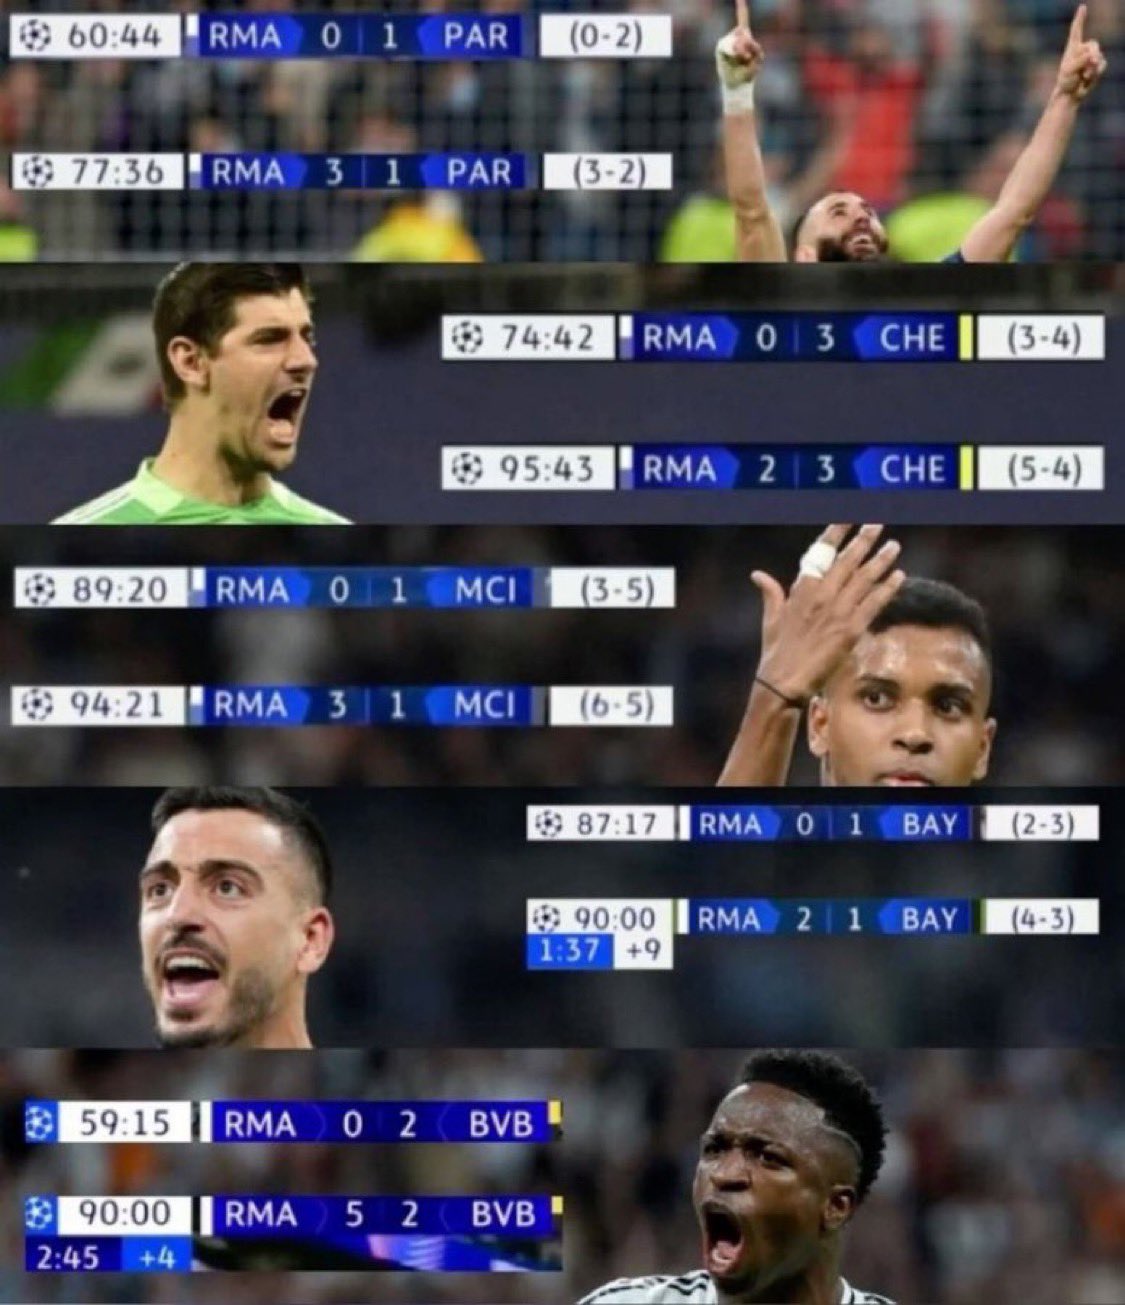 60:44 RMA 0 1 PAR (0-2)
77:36 RMA 3 1 PAR (3-2)
74:42 RMA 0 3 CHE (3-4)
95:43 RMA 2 3 CHE (5-4)
89:20 RMA 0 1 MCI (3-5)
94:21 RMA 3 1 MCI (6-5)
87:17 RMA 0 1 BAY (2-3)
90:00 RMA 2 1 BAY (4-3)
1:37 +9
59:15 RMA 0 2 BVB
90:00 RMA 5 2 BVB
2:45 +4